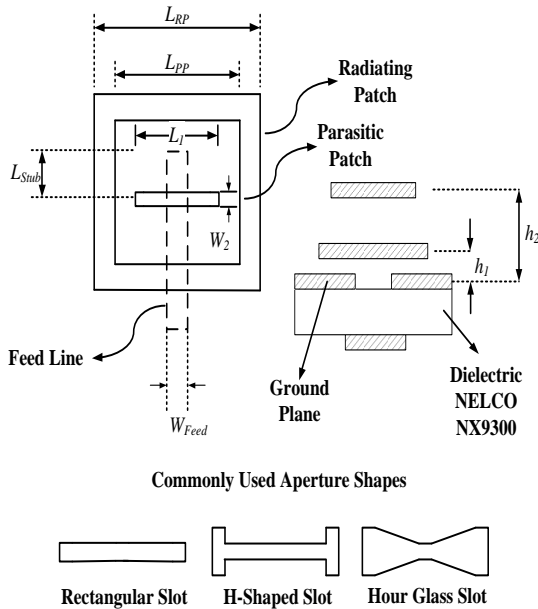 L_RP
L_PP
Radiating
Patch
L_1
Parasitic
Patch
L_Stub
W_2
h_2
h_1
Feed Line
Ground
Plane
Dielectric
NELCO
NX9300
W_Feed
Commonly Used Aperture Shapes
Rectangular Slot
H-Shaped Slot
Hour Glass Slot